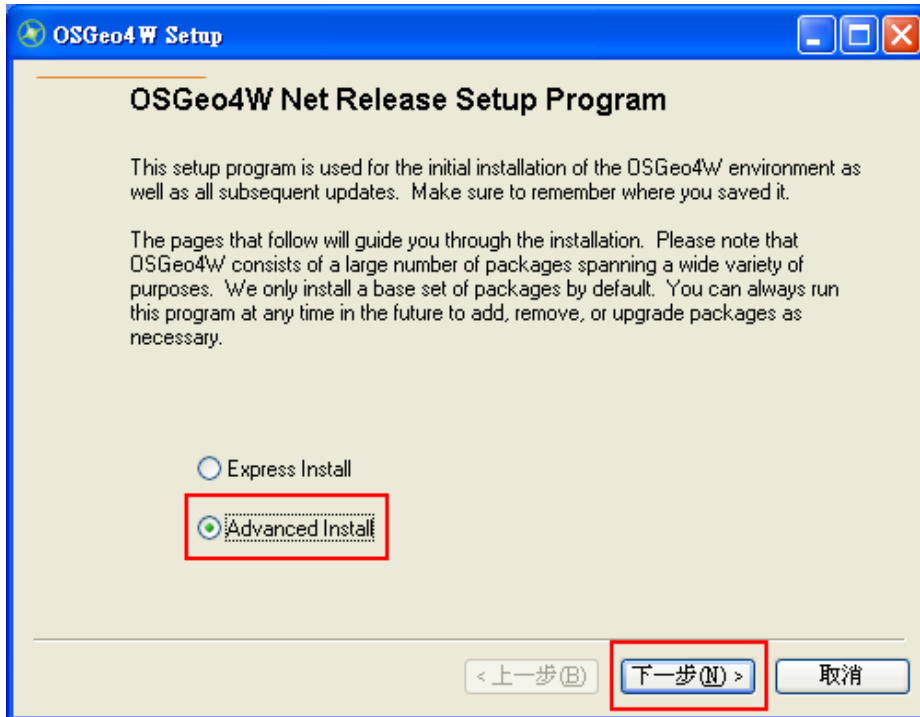 OSGeo4W Setup
OSGeo4W Net Release Setup Program
This setup program is used for the initial installation of the OSGeo4W environment as
well as all subsequent updates.  Make sure to remember where you saved it.
The pages that follow will guide you through the installation.  Please note that
OSGeo4W consists of a large number of packages spanning a wide variety of
purposes.  We only install a base set of packages by default.  You can always run
this program at any time in the future to add, remove, or upgrade packages as
necessary.
Express Install
Advanced Install
<上一步(B)
下一步(N) >
取消